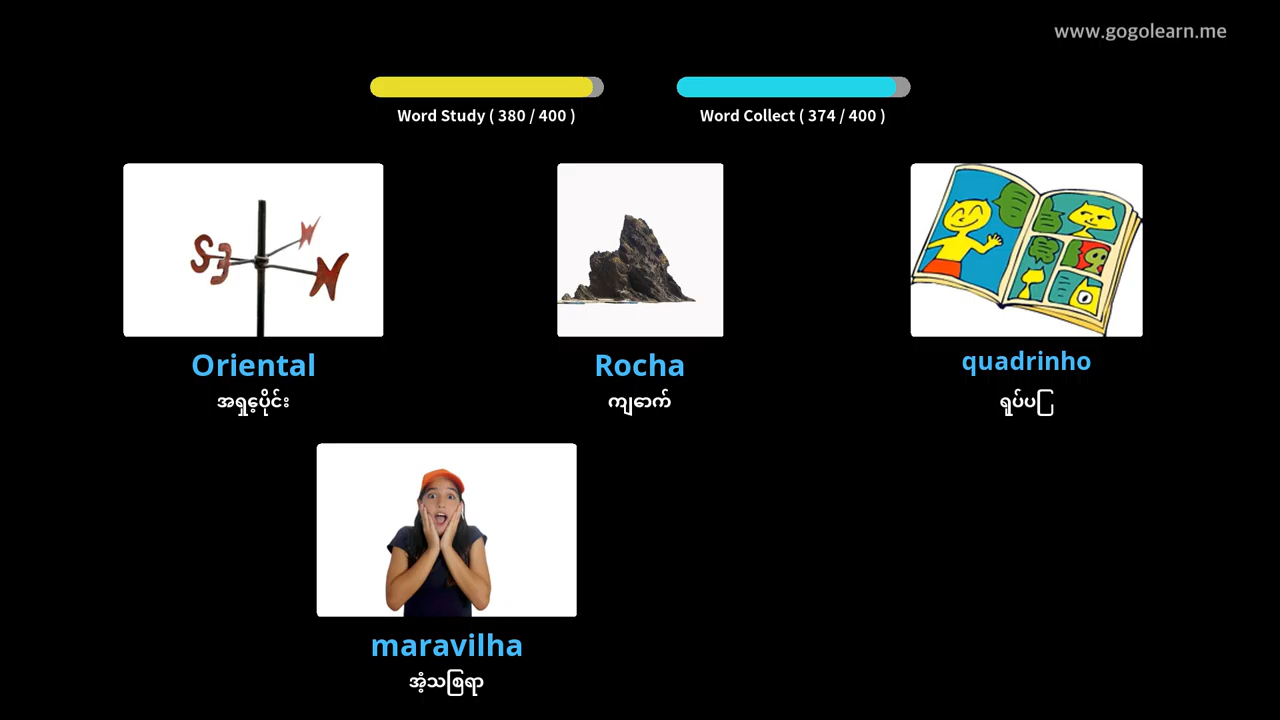 www.gogolearn.me
Word Study ( 380 / 400 )
Word Collect ( 374 / 400 )
Oriental
Rocha
quadrinho
အရှေ့ပိုင်း
ကျောက်
ရုပ်ပြ
maravilha
အံ့သစြရာ